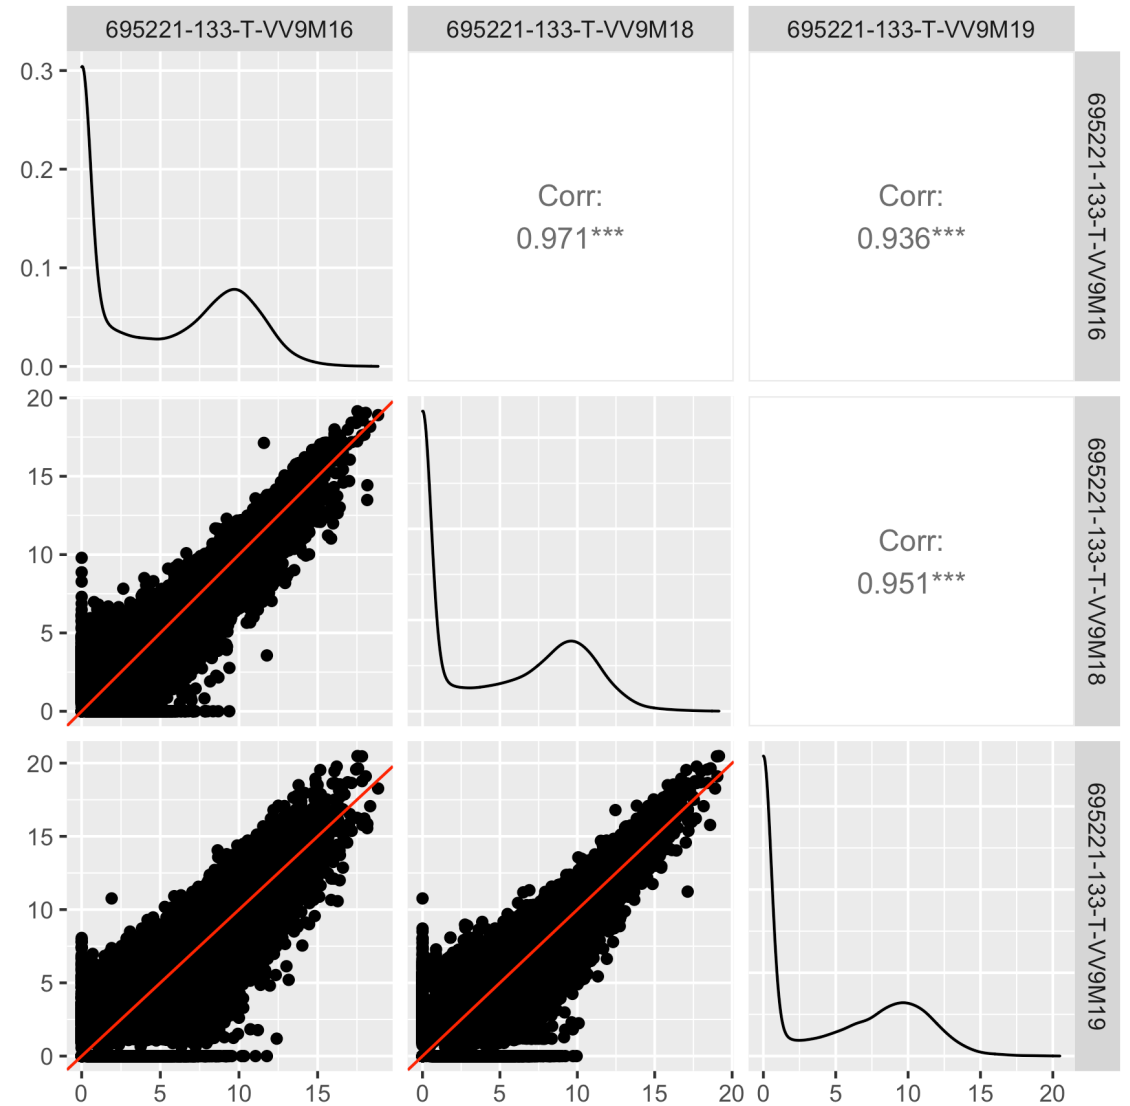 695221-133-T-VV9M16
695221-133-T-VV9M18
695221-133-T-VV9M19
0.3
0.2
0.1
0.0
Corr:
0.971***
Corr:
0.936***
695221-133-T-VV9M16
20
15
10
5
0
Corr:
0.951***
695221-133-T-VV9M18
20
15
10
5
0
695221-133-T-VV9M19
0 5 10 15
0 5 10 15 20
0 5 10 15 20